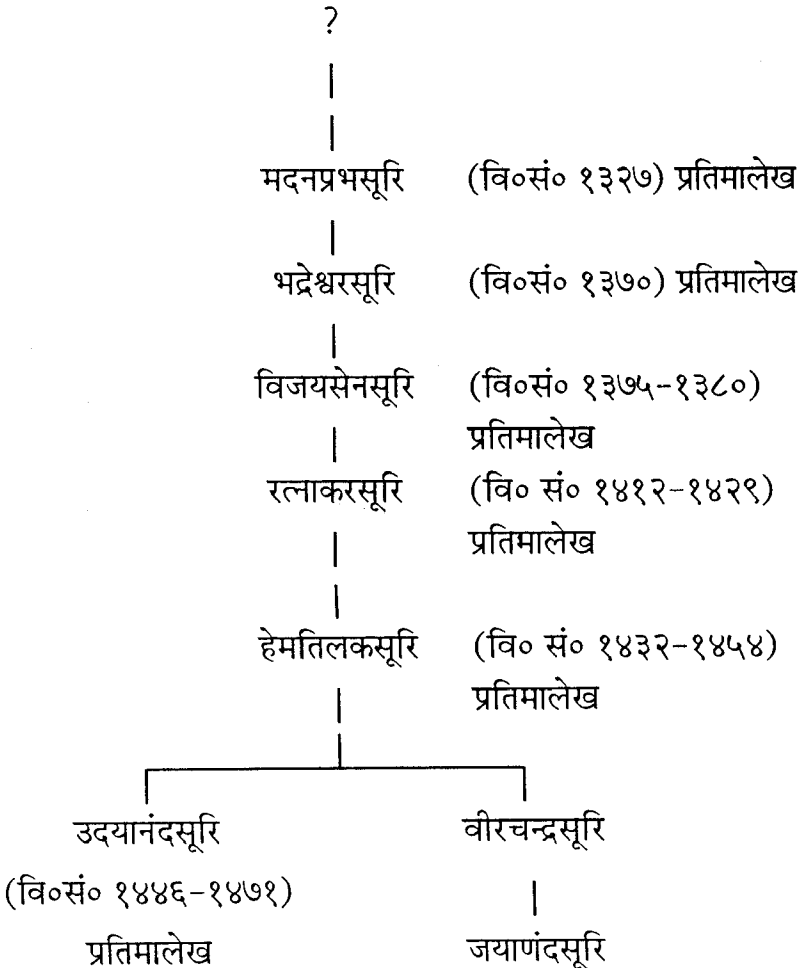 ?
मदनप्रभसूरि (वि०सं० १३२७) प्रतिमालेख
भद्रेश्वरसूरि (वि०सं० १३७०) प्रतिमालेख
विजयसेनसूरि (वि०सं० १३७५-१३८०)
प्रतिमालेख
रत्नाकरसूरि (वि० सं० १४१२-१४२९)
प्रतिमालेख
हेमतिलकसूरि (वि० सं० १४३२-१४५४)
प्रतिमालेख
उदयानंदसूरि वीरचन्द्रसूरि
(वि०सं० १४४६-१४७१)
प्रतिमालेख जयाणंदसूरि